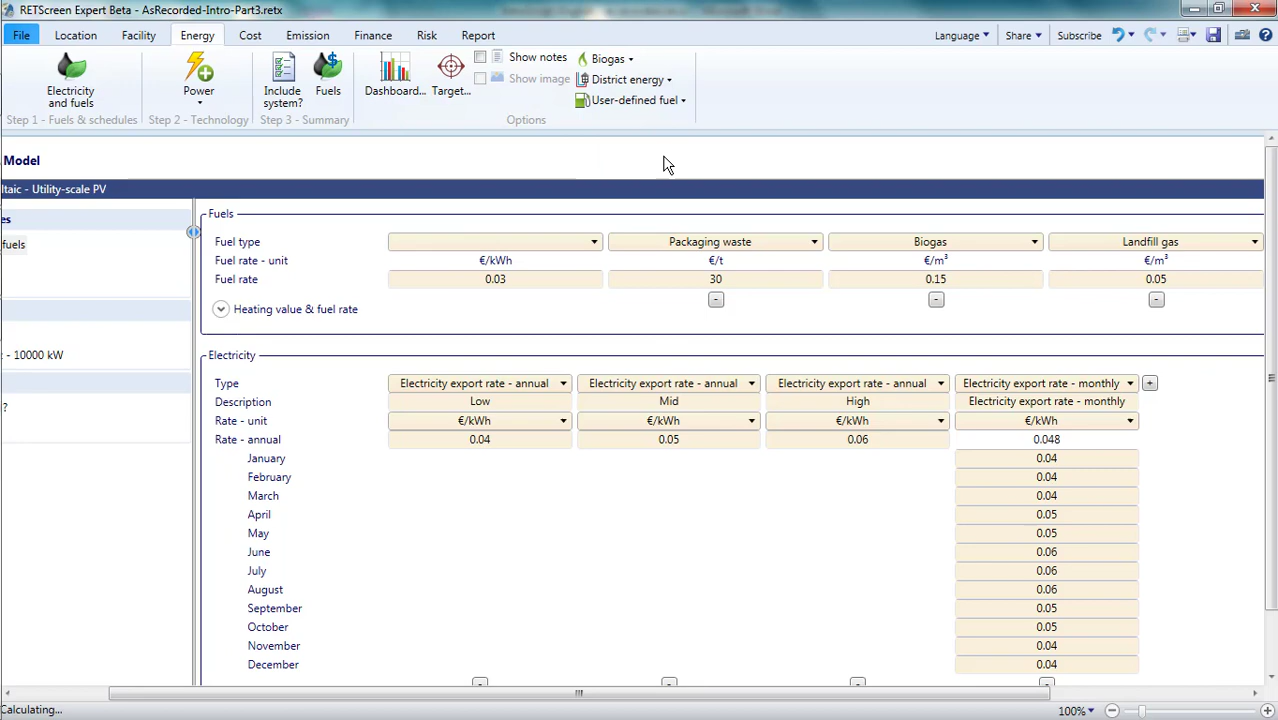 RETScreen Expert Beta - AsRecorded-Intro-Part3.retx
File Location Facility Energy Cost Emission Finance Risk Report Language Share Subscribe
Electricity and fuels
Step 1 - Fuels & schedules
Power
Step 2 - Technology
Include system?
Fuels
Step 3 - Summary
Dashboard...
Target...
Show notes
Show image
Biogas
District energy
User-defined fuel
Options
Model
ltaic - Utility-scale PV
es
fuels
- 10000 kW
?
Fuels
Fuel type Packaging waste Biogas Landfill gas
Fuel rate - unit €/kWh €/t €/m³ €/m³
Fuel rate 0.03 30 0.15 0.05
- - -
Heating value & fuel rate
Electricity
Type Electricity export rate - annual Electricity export rate - annual Electricity export rate - annual Electricity export rate - monthly +
Description Low Mid High Electricity export rate - monthly
Rate - unit €/kWh €/kWh €/kWh €/kWh
Rate - annual 0.04 0.05 0.06 0.048
January 0.04
February 0.04
March 0.04
April 0.05
May 0.05
June 0.06
July 0.06
August 0.06
September 0.05
October 0.05
November 0.04
December 0.04
Calculating... 100%